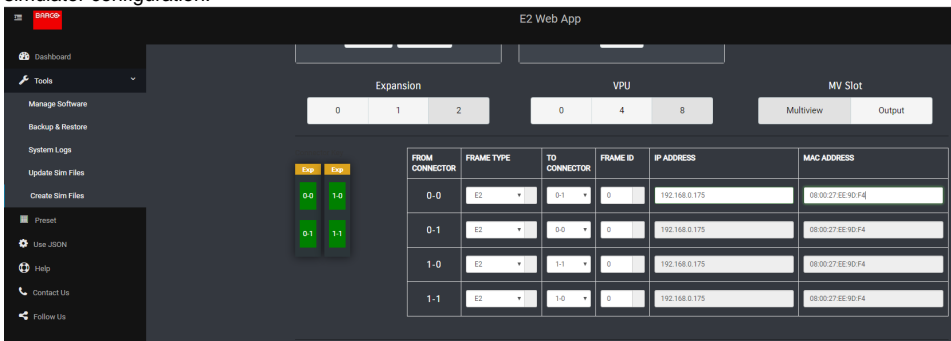 simulator configuration.
BARCO
E2 Web App
Dashboard
Tools
Manage Software
Backup & Restore
System Logs
Update Sim Files
Create Sim Files
Preset
Use JSON
Help
Contact Us
Follow Us
Expansion VPU MV Slot
0 1 2 0 4 8 Multiview Output
Exp Exp
0-0 1-0
0-1 1-1
FROM CONNECTOR FRAME TYPE TO CONNECTOR FRAME ID IP ADDRESS MAC ADDRESS
0-0 E2 0-1 0 192.168.0.175 08:00:27:EE:9D:F4
0-1 E2 0-0 0 192.168.0.175 08:00:27:EE:9D:F4
1-0 E2 1-1 0 192.168.0.175 08:00:27:EE:9D:F4
1-1 E2 1-0 0 192.168.0.175 08:00:27:EE:9D:F4